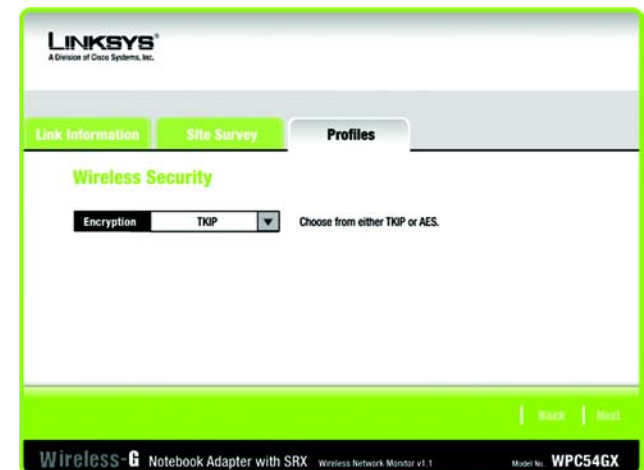 LINKSYS®
A Division of Cisco Systems, Inc.
Link Information Site Survey Profiles
Wireless Security
Encryption TKIP Choose from either TKIP or AES.
Back Next
Wireless-G Notebook Adapter with SRX Wireless Network Monitor v1.1 Model No. WPC54GX